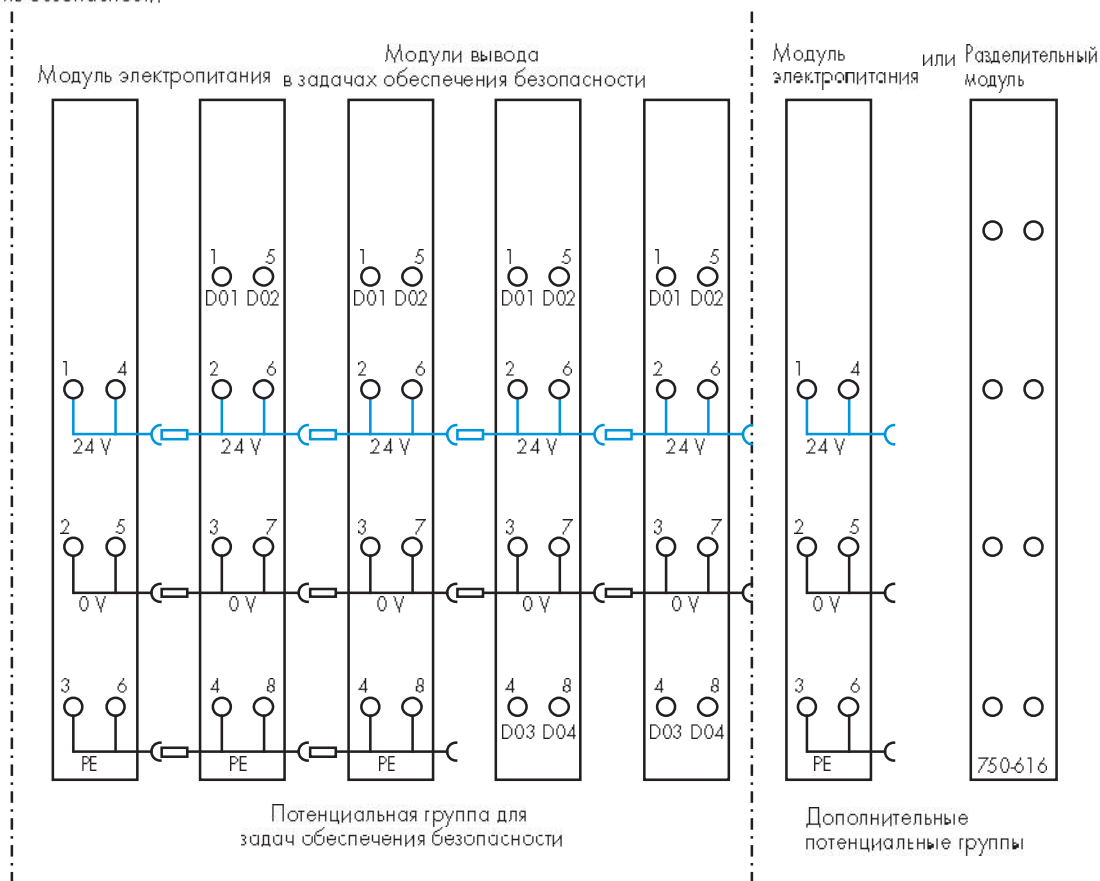 Модуль электропитания
Модули вывода
в задачах обеспечения безопасности
Модуль
электропитания
или
Разделительный
модуль
1 5 1 5 1 5 1 5
D01 D02 D01 D02 D01 D02 D01 D02
1 4 2 6 2 6 2 6 2 6 1 4
24 V 24 V 24 V 24 V 24 V 24 V
2 5 3 7 3 7 3 7 3 7 2 5
0 V 0 V 0 V 0 V 0 V 0 V
3 6 4 8 4 8 4 8 4 8 3 6
D03 D04 D03 D04
PE PE PE PE 750-616
Потенциальная группа для
задач обеспечения безопасности
Дополнительные
потенциальные группы